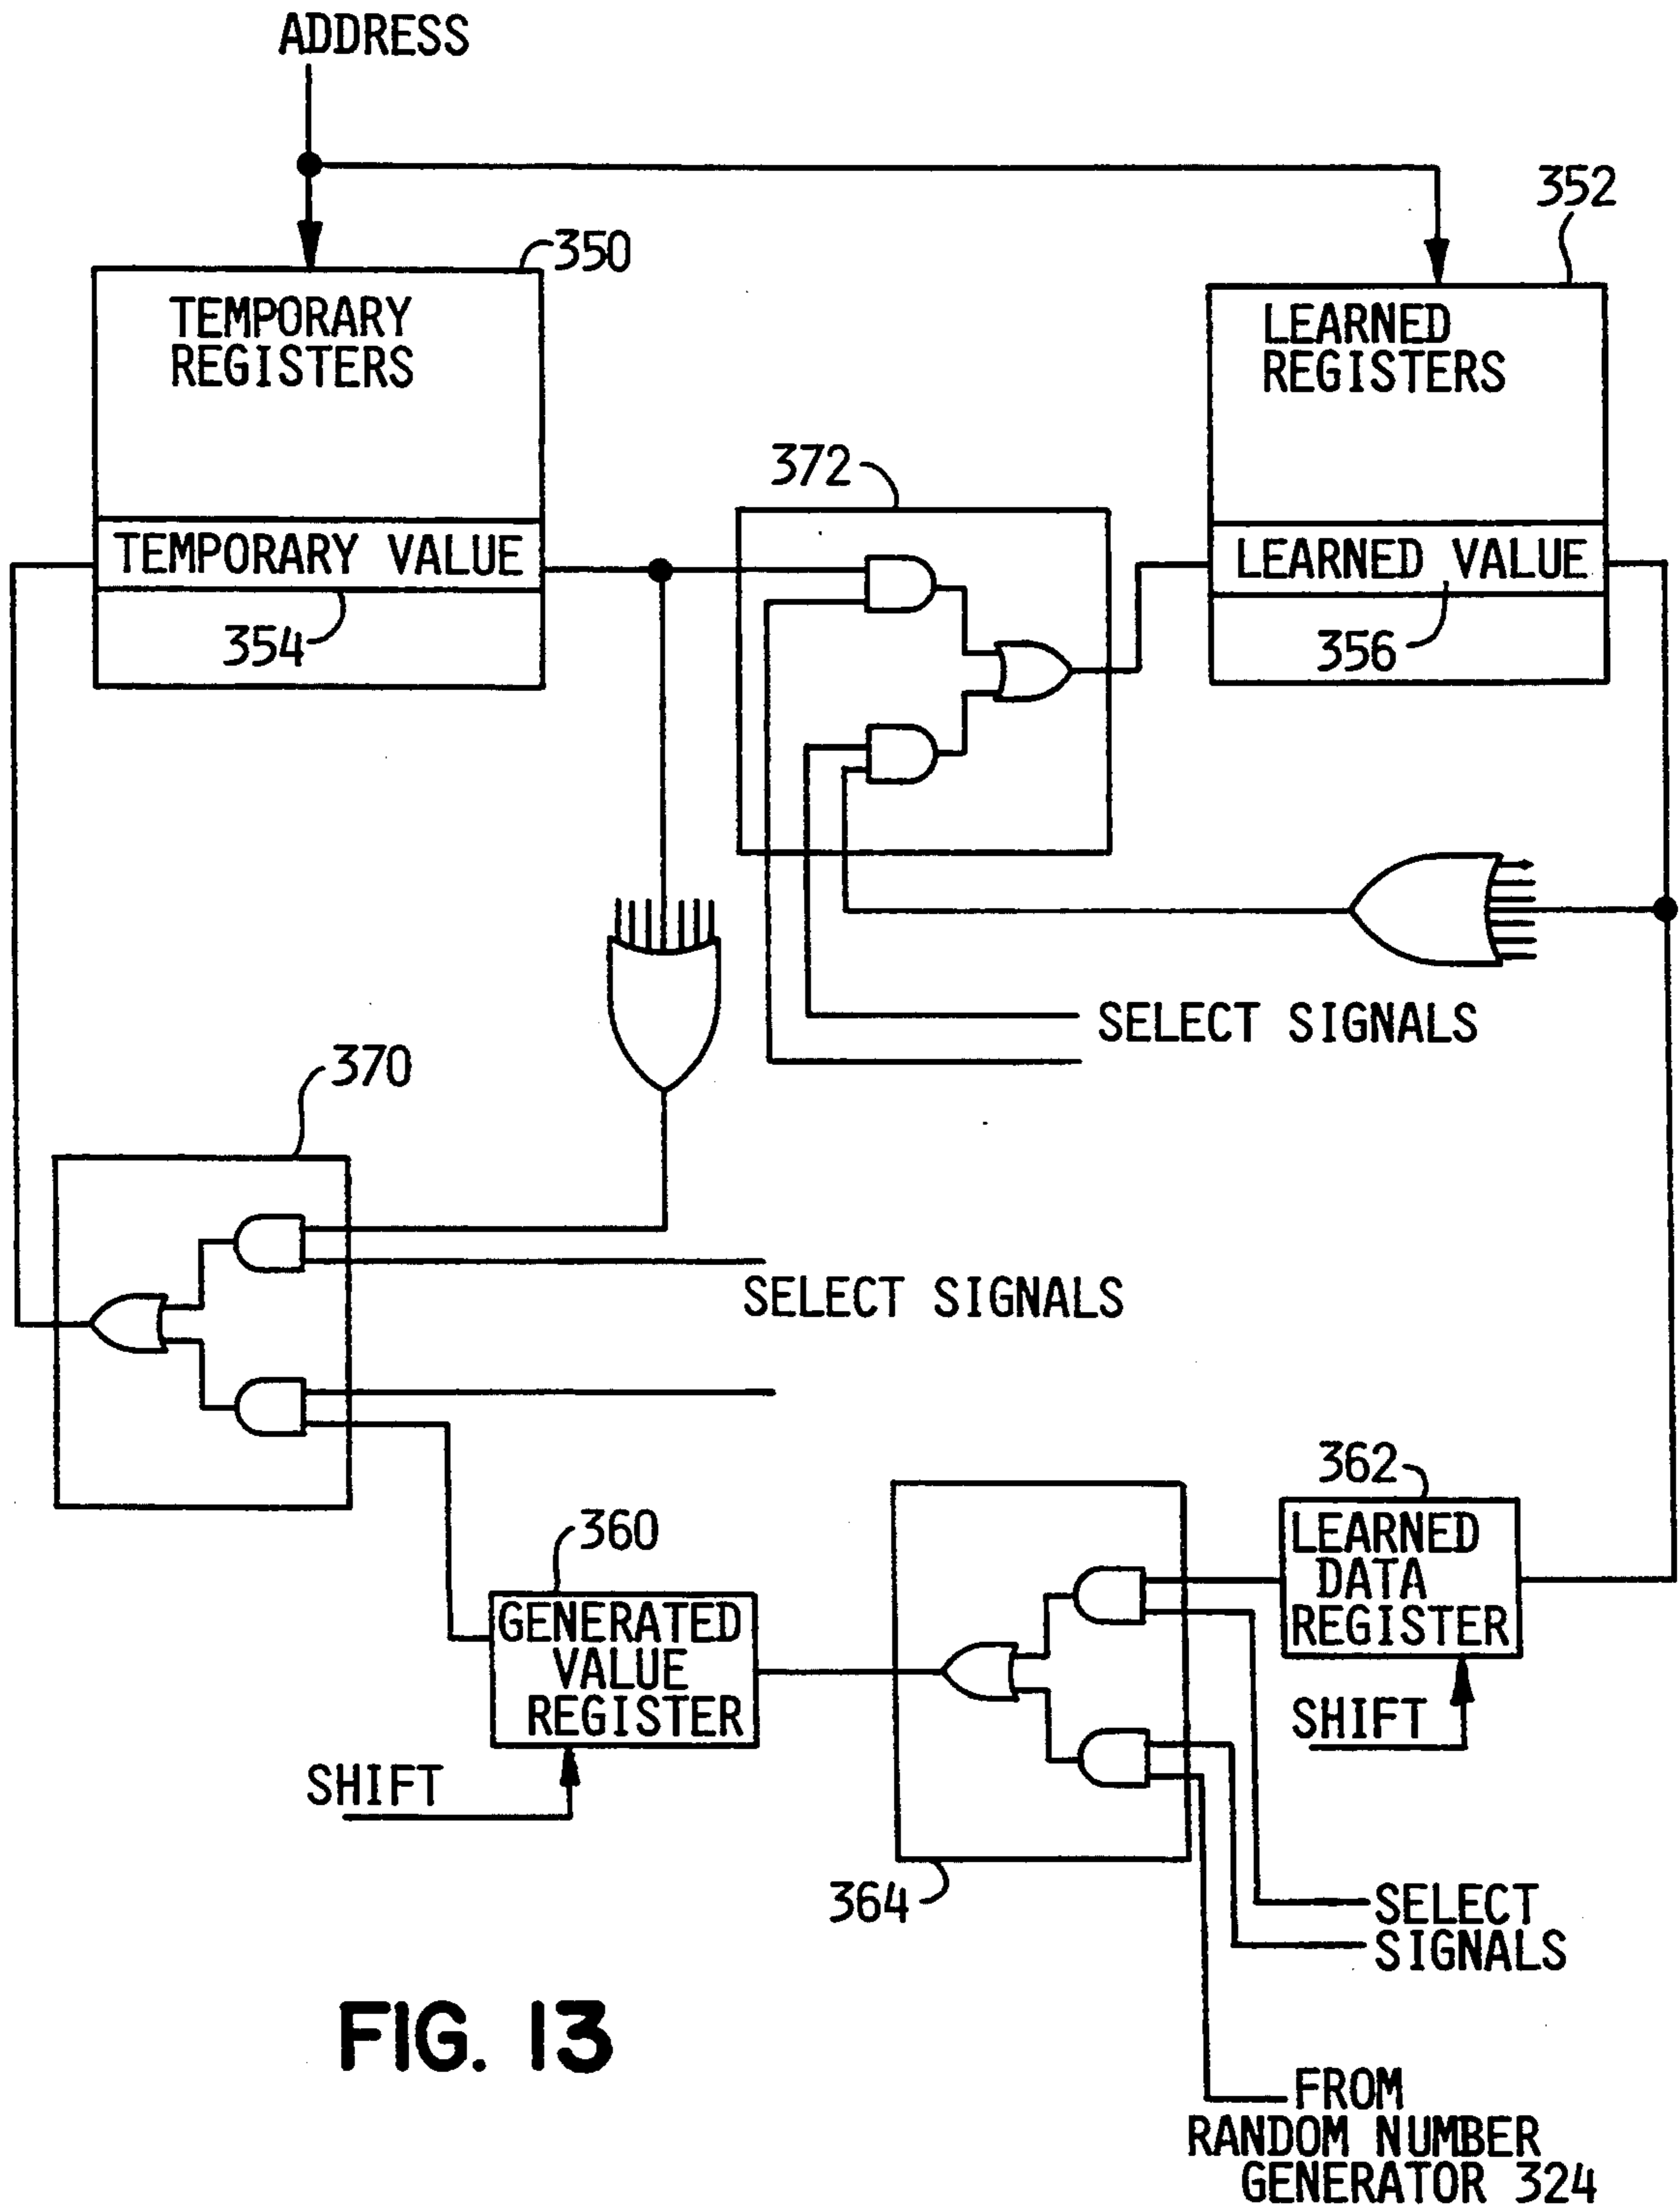 ADDRESS
352
350
TEMPORARY
REGISTERS
LEARNED
REGISTERS
372
TEMPORARY VALUE
LEARNED VALUE
354
356
SELECT SIGNALS
370
SELECT SIGNALS
362
360
LEARNED
DATA
REGISTER
GENERATED
VALUE
REGISTER
SHIFT
SHIFT
364
SELECT
SIGNALS
FIG. 13
FROM
RANDOM NUMBER
GENERATOR 324